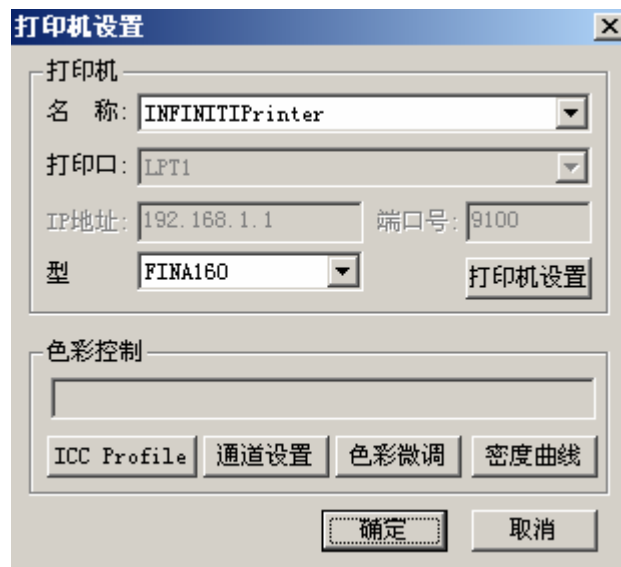 打印机设置
打印机
名 称: INFINITIPrinter
打印口: LPT1
IP地址: 192.168.1.1 端口号: 9100
型 FINA160 打印机设置
色彩控制
ICC Profile 通道设置 色彩微调 密度曲线
确定 取消